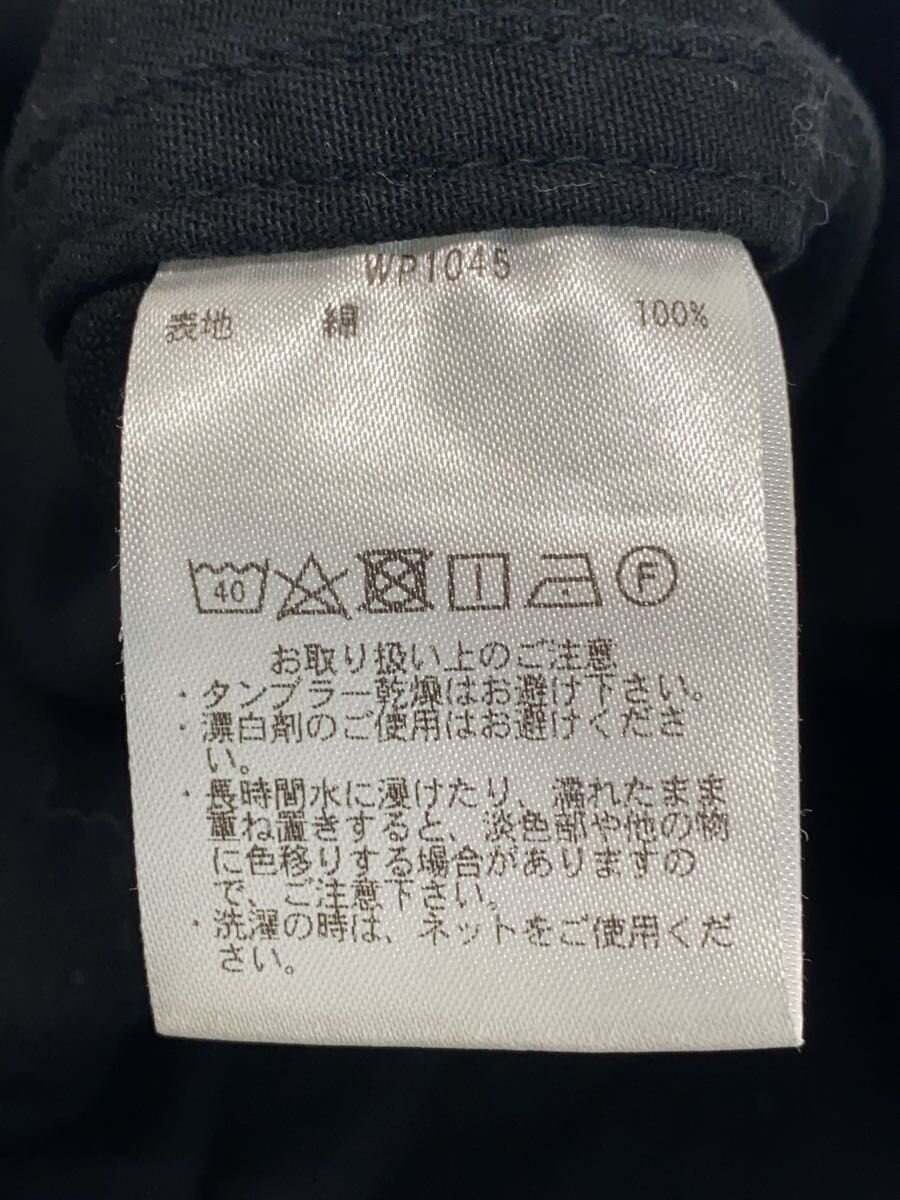 WP1045
表地 綿 100%
40 F
お取り扱い上のご注意
・タンブラー乾燥はお避け下さい。
・漂白剤のご使用はお避けくださ
い。
・長時間水に浸けたり、濡れたまま
重ね置きすると、淡色部や他の物
に色移りする場合がありますの
で、ご注意下さい。
・洗濯の時は、ネットをご使用くだ
さい。